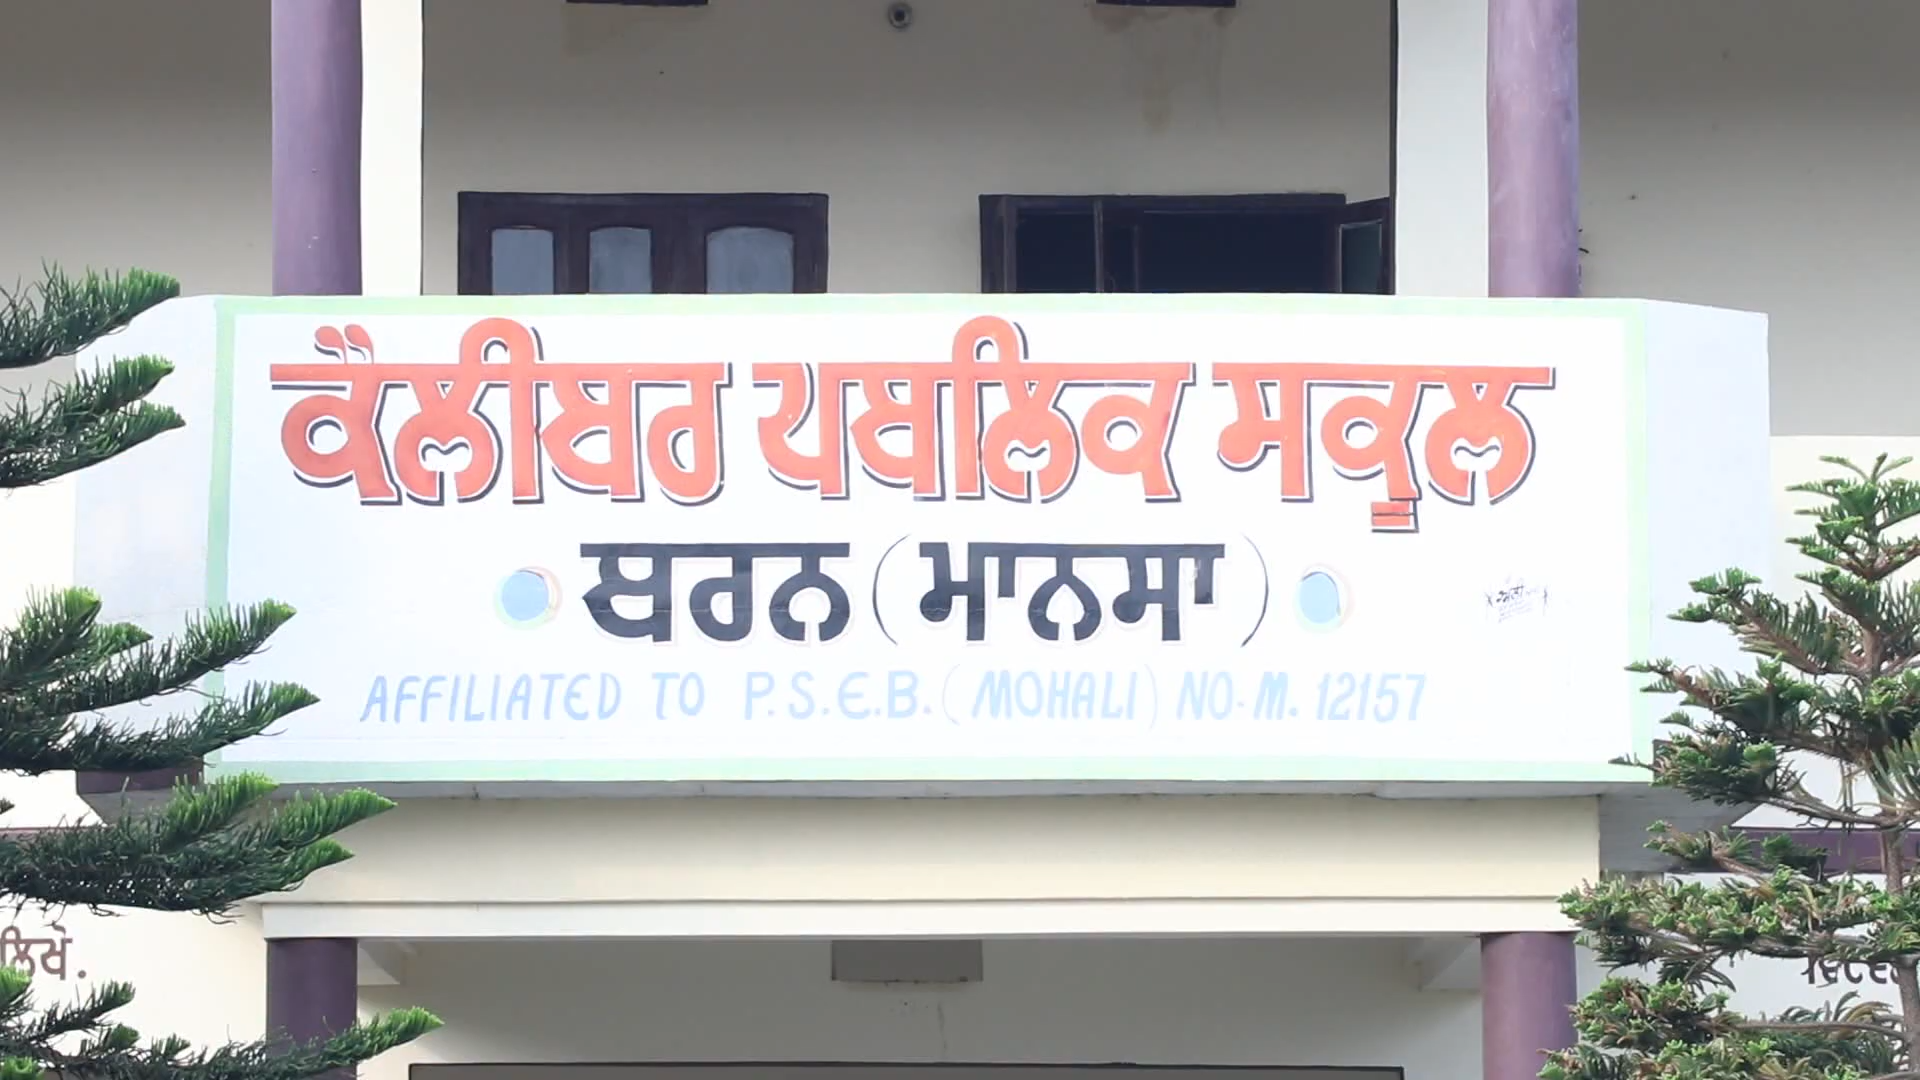 ਕੈਲੀਬਰ ਪਬਲਿਕ ਸਕੂਲ
ਬਰਨ (ਮਾਨਸਾ)
AFFILIATED TO P.S.E.B. (MOHALI) NO. M. 12157